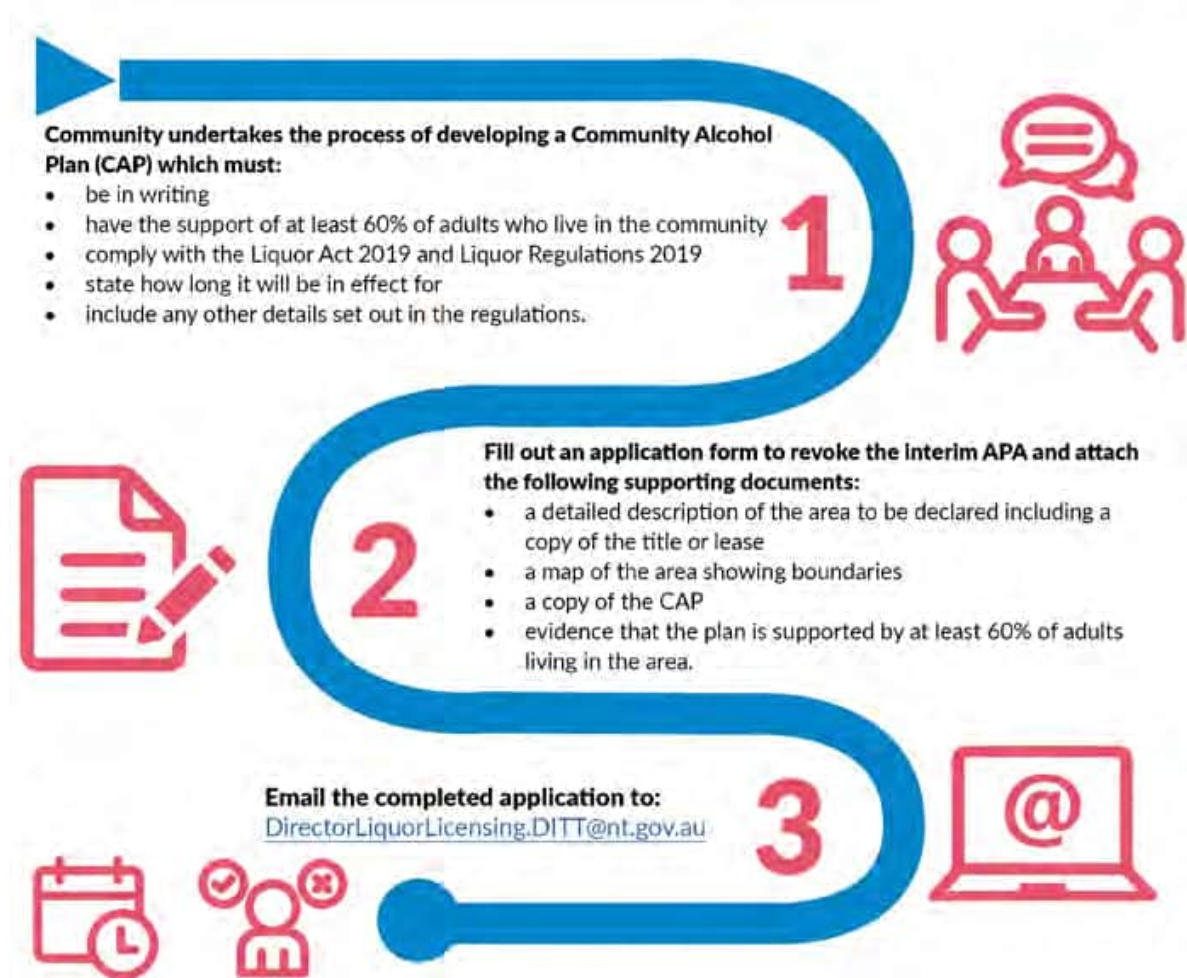 Community undertakes the process of developing a Community Alcohol
Plan (CAP) which must:
• be in writing
• have the support of at least 60% of adults who live in the community
• comply with the Liquor Act 2019 and Liquor Regulations 2019
• state how long it will be in effect for
• include any other details set out in the regulations.
1
Fill out an application form to revoke the interim APA and attach
the following supporting documents:
• a detailed description of the area to be declared including a
copy of the title or lease
• a map of the area showing boundaries
• a copy of the CAP
• evidence that the plan is supported by at least 60% of adults
living in the area.
2
Email the completed application to:
DirectorLiquorLicensing.DITT@nt.gov.au
3
@